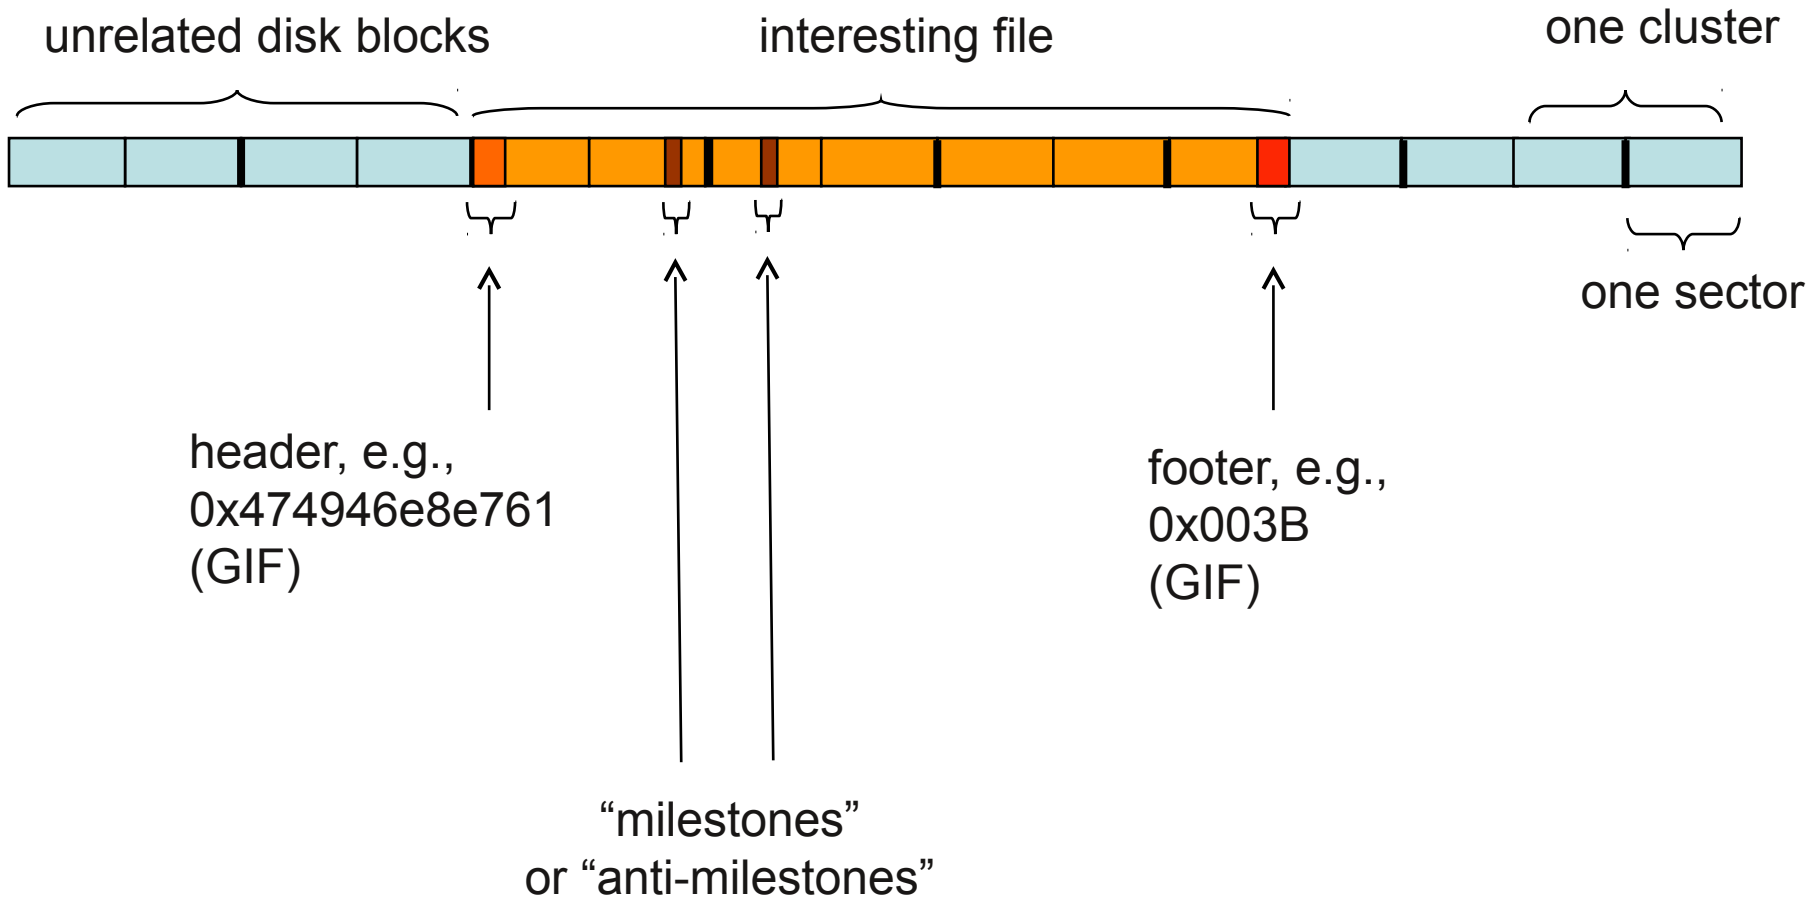 unrelated disk blocks
interesting file
one cluster
one sector
header, e.g.,
0x474946e8e761
(GIF)
footer, e.g.,
0x003B
(GIF)
“milestones”
or “anti-milestones”